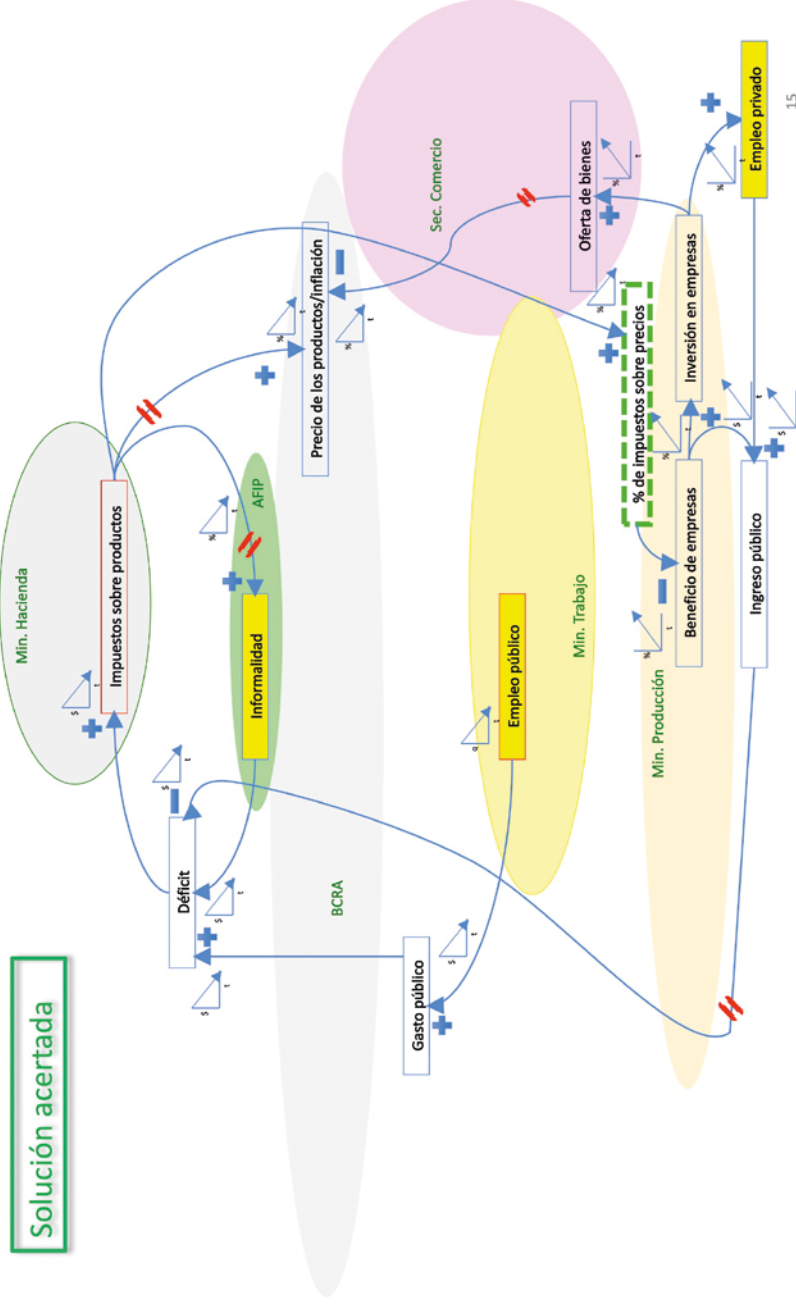 Solución acertada
Min. Hacienda
$
t
Impuestos sobre productos
$
t
Déficit
$
t
$
t
%
t
AFIP
Informalidad
%
t
Precio de los productos/inflación
%
t
BCRA
Gasto público
$
t
Sec. Comercio
q
t
Empleo público
Min. Trabajo
Oferta de bienes
%
t
%
t
% de impuestos sobre precios
Min. Producción
%
t
Beneficio de empresas
%
t
Inversión en empresas
%
t
$
t
Ingreso público
$
Empleo privado
15